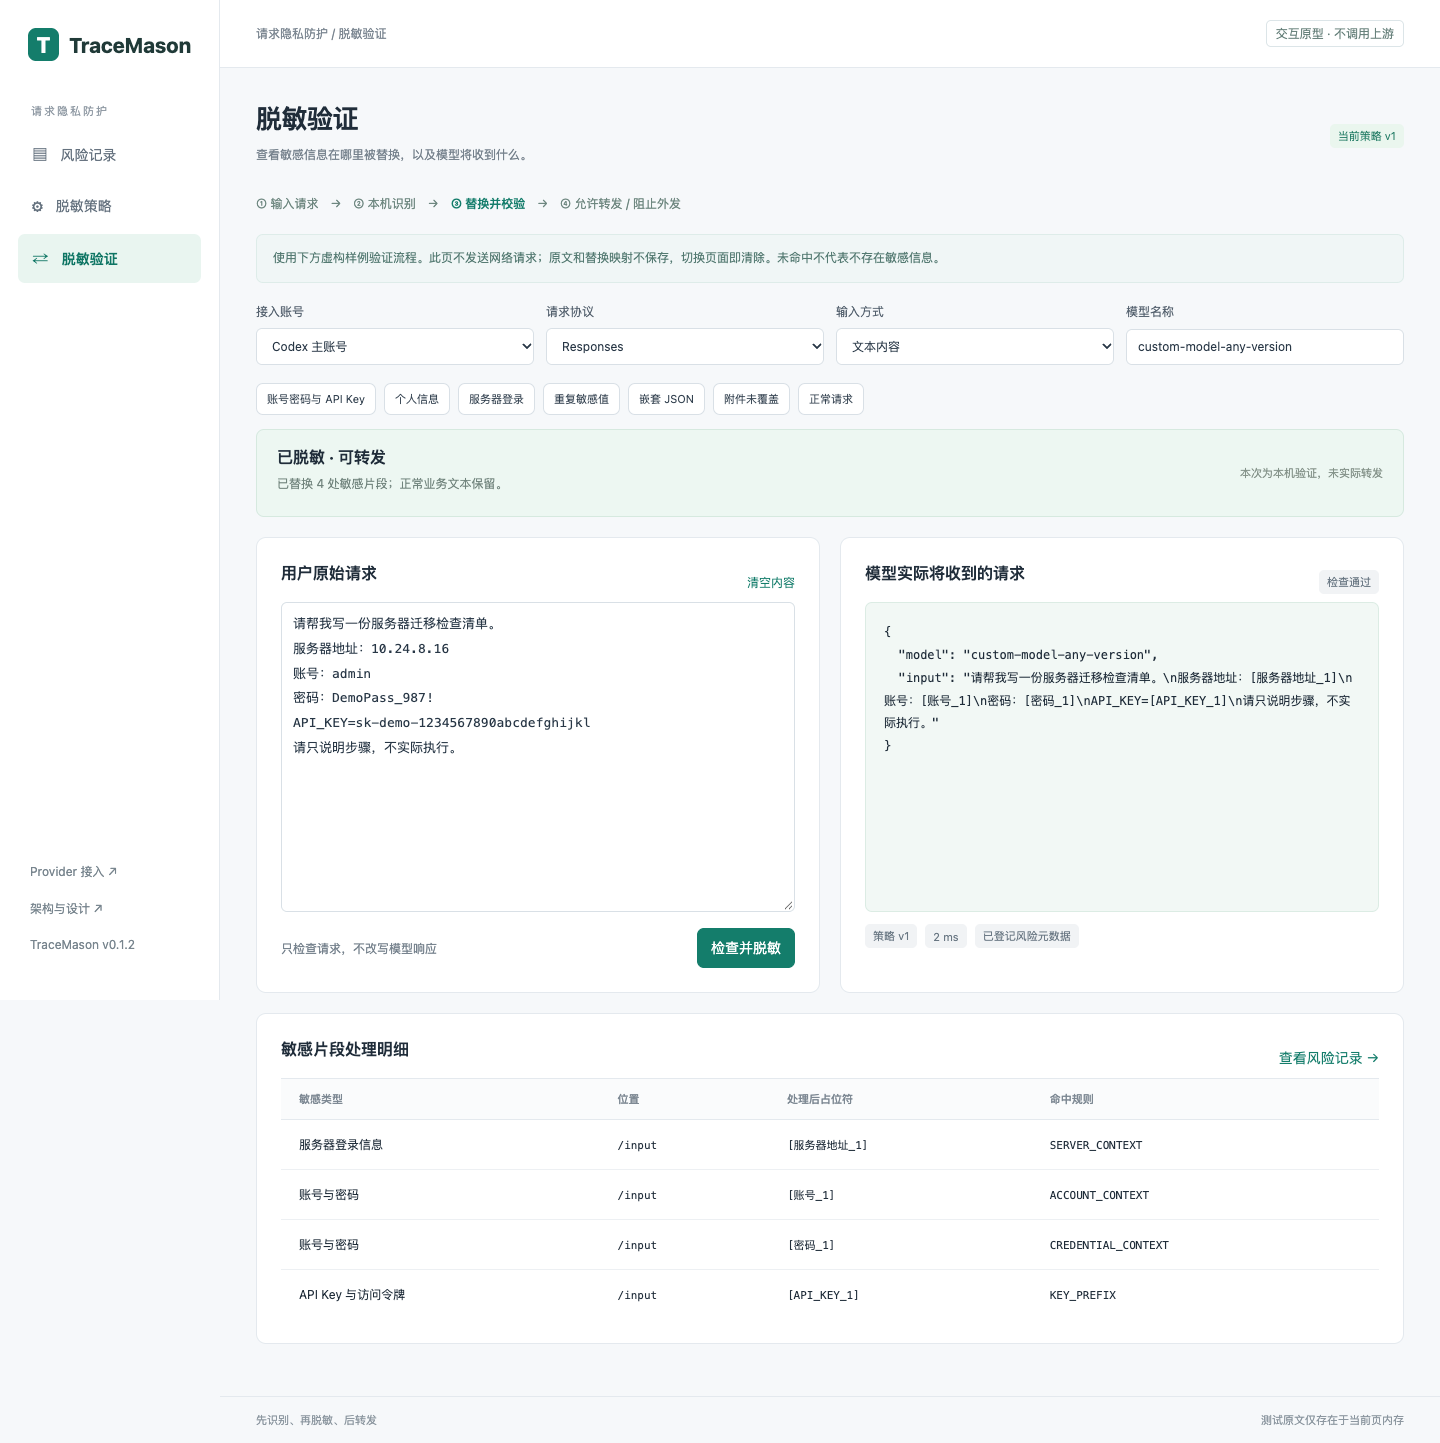 T TraceMason
请求隐私防护 / 脱敏验证
交互原型 · 不调用上游
请求隐私防护
风险记录
脱敏策略
脱敏验证
Provider 接入 ↗
架构与设计 ↗
TraceMason v0.1.2
脱敏验证
查看敏感信息在哪里被替换，以及模型将收到什么。
当前策略 v1
① 输入请求 → ② 本机识别 → ③ 替换并校验 → ④ 允许转发 / 阻止外发
使用下方虚构样例验证流程。此页不发送网络请求；原文和替换映射不保存，切换页面即清除。未命中不代表不存在敏感信息。
接入账号 请求协议 输入方式 模型名称
Codex 主账号 Responses 文本内容 custom-model-any-version
账号密码与 API Key 个人信息 服务器登录 重复敏感值 嵌套 JSON 附件未覆盖 正常请求
已脱敏 · 可转发
已替换 4 处敏感片段；正常业务文本保留。
本次为本机验证，未实际转发
用户原始请求
清空内容
请帮我写一份服务器迁移检查清单。
服务器地址：10.24.8.16
账号：admin
密码：DemoPass_987!
API_KEY=sk-demo-1234567890abcdefghijkl
请只说明步骤，不实际执行。
只检查请求，不改写模型响应
检查并脱敏
模型实际将收到的请求
检查通过
{
"model": "custom-model-any-version",
"input": "请帮我写一份服务器迁移检查清单。\n服务器地址：[服务器地址_1]\n
账号：[账号_1]\n密码：[密码_1]\nAPI_KEY=[API_KEY_1]\n请只说明步骤，不实
际执行。"
}
策略 v1 2 ms 已登记风险元数据
敏感片段处理明细
查看风险记录 →
敏感类型 位置 处理后占位符 命中规则
服务器登录信息 /input [服务器地址_1] SERVER_CONTEXT
账号与密码 /input [账号_1] ACCOUNT_CONTEXT
账号与密码 /input [密码_1] CREDENTIAL_CONTEXT
API Key 与访问令牌 /input [API_KEY_1] KEY_PREFIX
先识别、再脱敏、后转发
测试原文仅存在于当前页内存